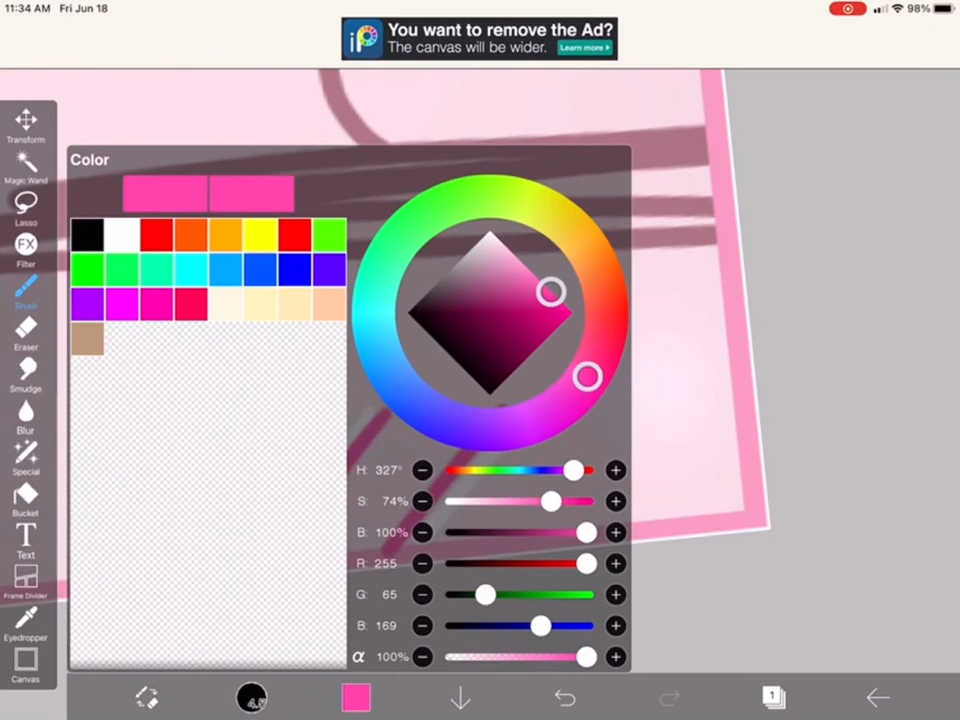 11:34 AM Fri Jun 18
98%
iP
You want to remove the Ad?
The canvas will be wider.
Learn more
Transform
Magic Wand
Lasso
FX
Filter
Brush
Eraser
Smudge
Blur
Special
Bucket
T
Text
Frame Divider
Eyedropper
Canvas
Color
H: 327°
S: 74%
B: 100%
R: 255
G: 65
B: 169
α 100%
1